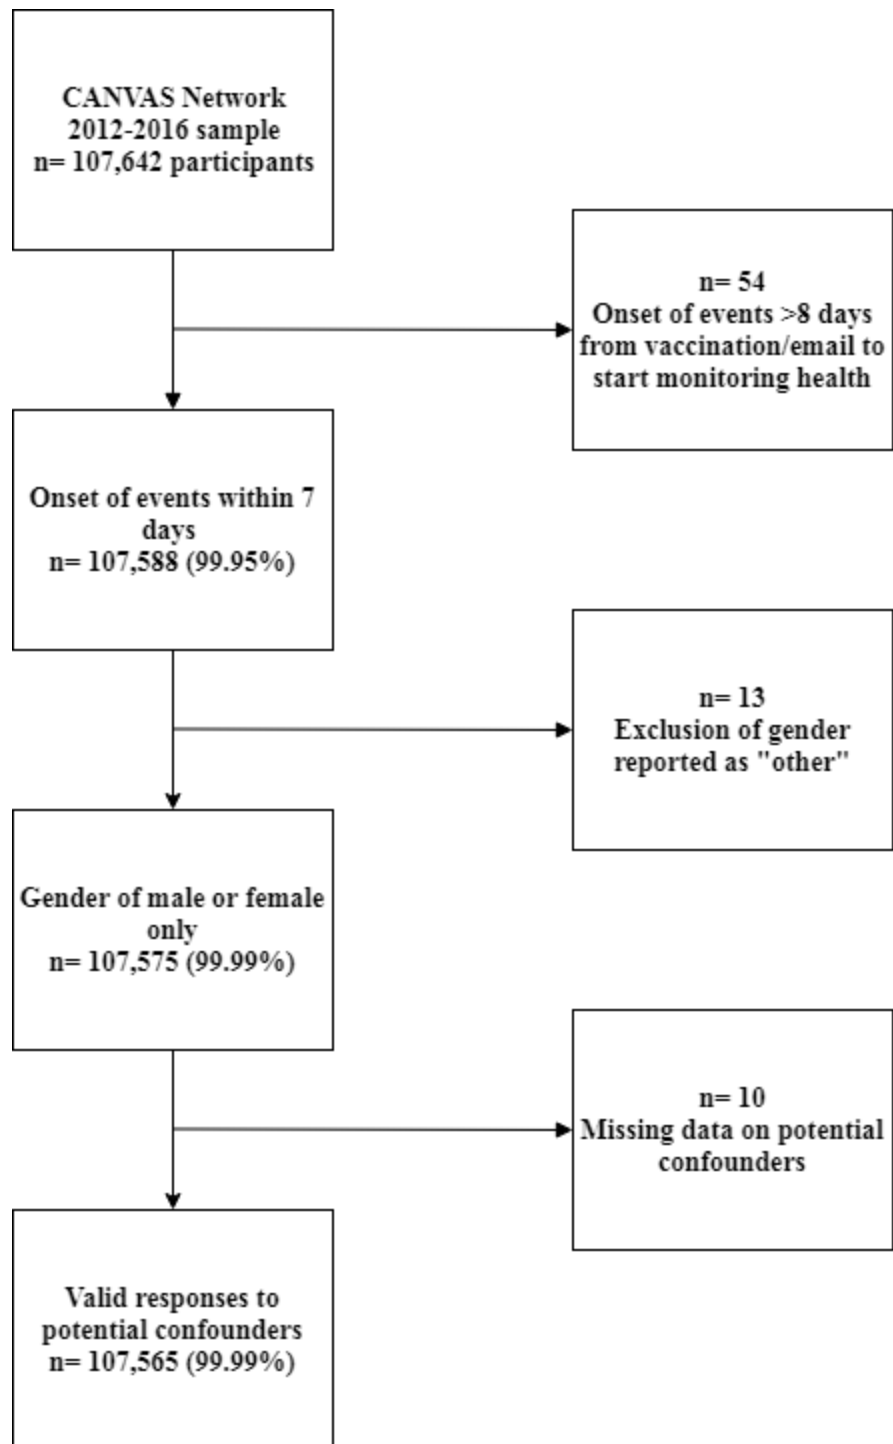 CANVAS Network
2012-2016 sample
n= 107,642 participants
n= 54
Onset of events >8 days
from vaccination/email to
start monitoring health
Onset of events within 7
days
n= 107,588 (99.95%)
n= 13
Exclusion of gender
reported as "other"
Gender of male or female
only
n= 107,575 (99.99%)
n= 10
Missing data on potential
confounders
Valid responses to
potential confounders
n= 107,565 (99.99%)